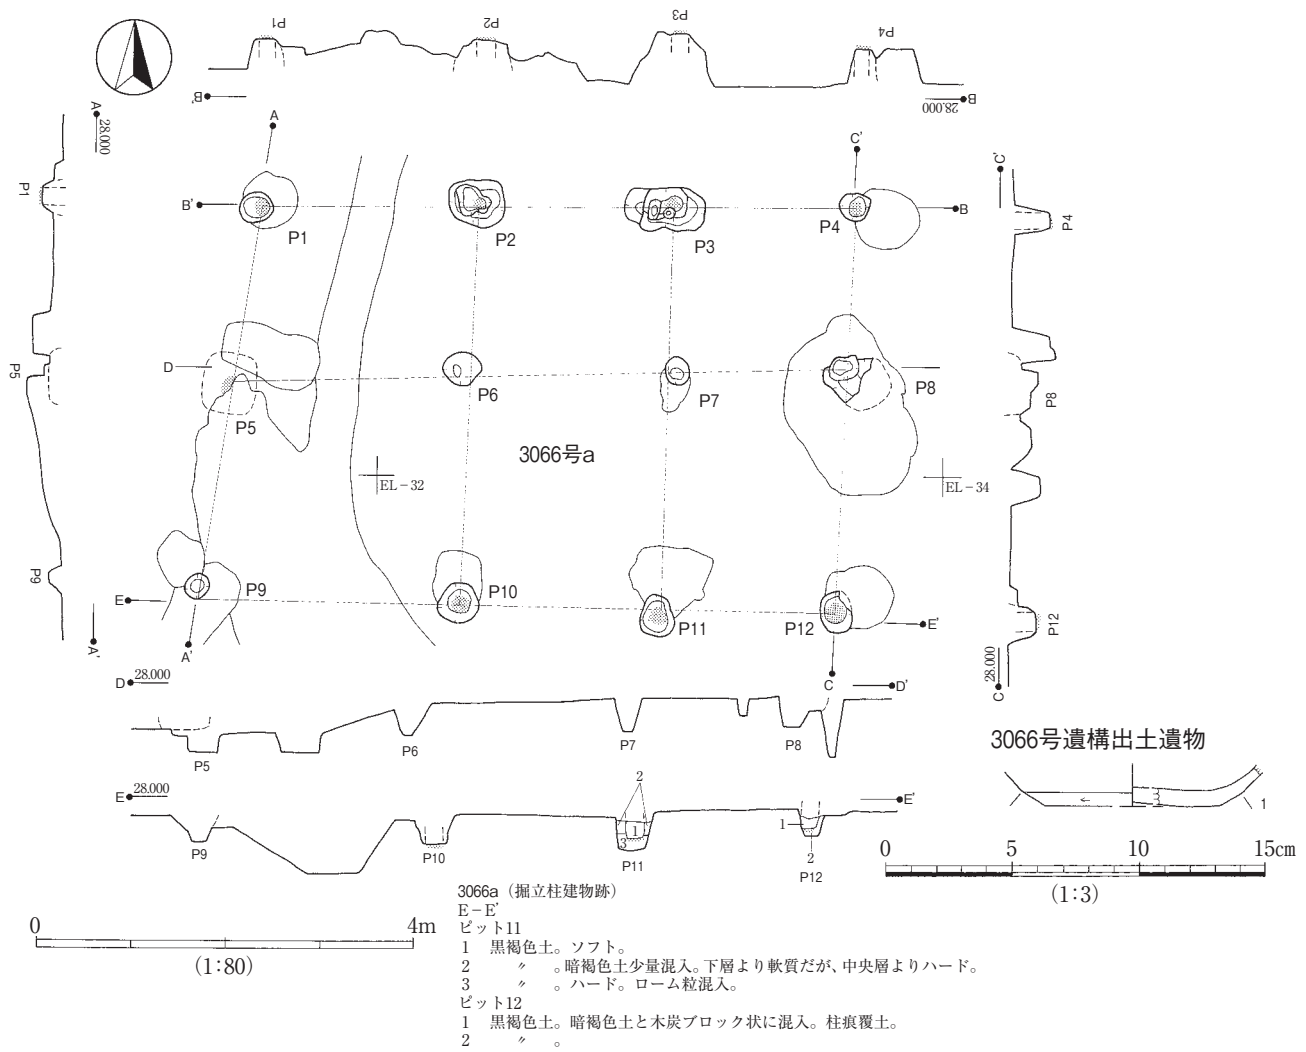 P1
P2
P3
P4
B'
B
28.000
A
28.000
P1
P5
P9
A'
A
B'
B
P1
P2
P3
P4
C'
D
P5
P6
P7
P8
3066号a
EL-32
EL-34
E
P9
P10
P11
P12
E'
A'
C
C'
P4
P8
P12
28.000
C
D
28.000
D'
P5
P6
P7
P8
3066号遺構出土遺物
1
E
28.000
E'
2
1
3
1
2
P9
P10
P11
P12
0 5 10 15cm
(1:3)
0 4m
(1:80)
3066a(掘立柱建物跡)
E-E'
ピット11
1 黒褐色土。ソフト。
2 〃 。暗褐色土少量混入。下層より軟質だが、中央層よりハード。
3 〃 。ハード。ローム粒混入。
ピット12
1 黒褐色土。暗褐色土と木炭ブロック状に混入。柱痕覆土。
2 〃 。